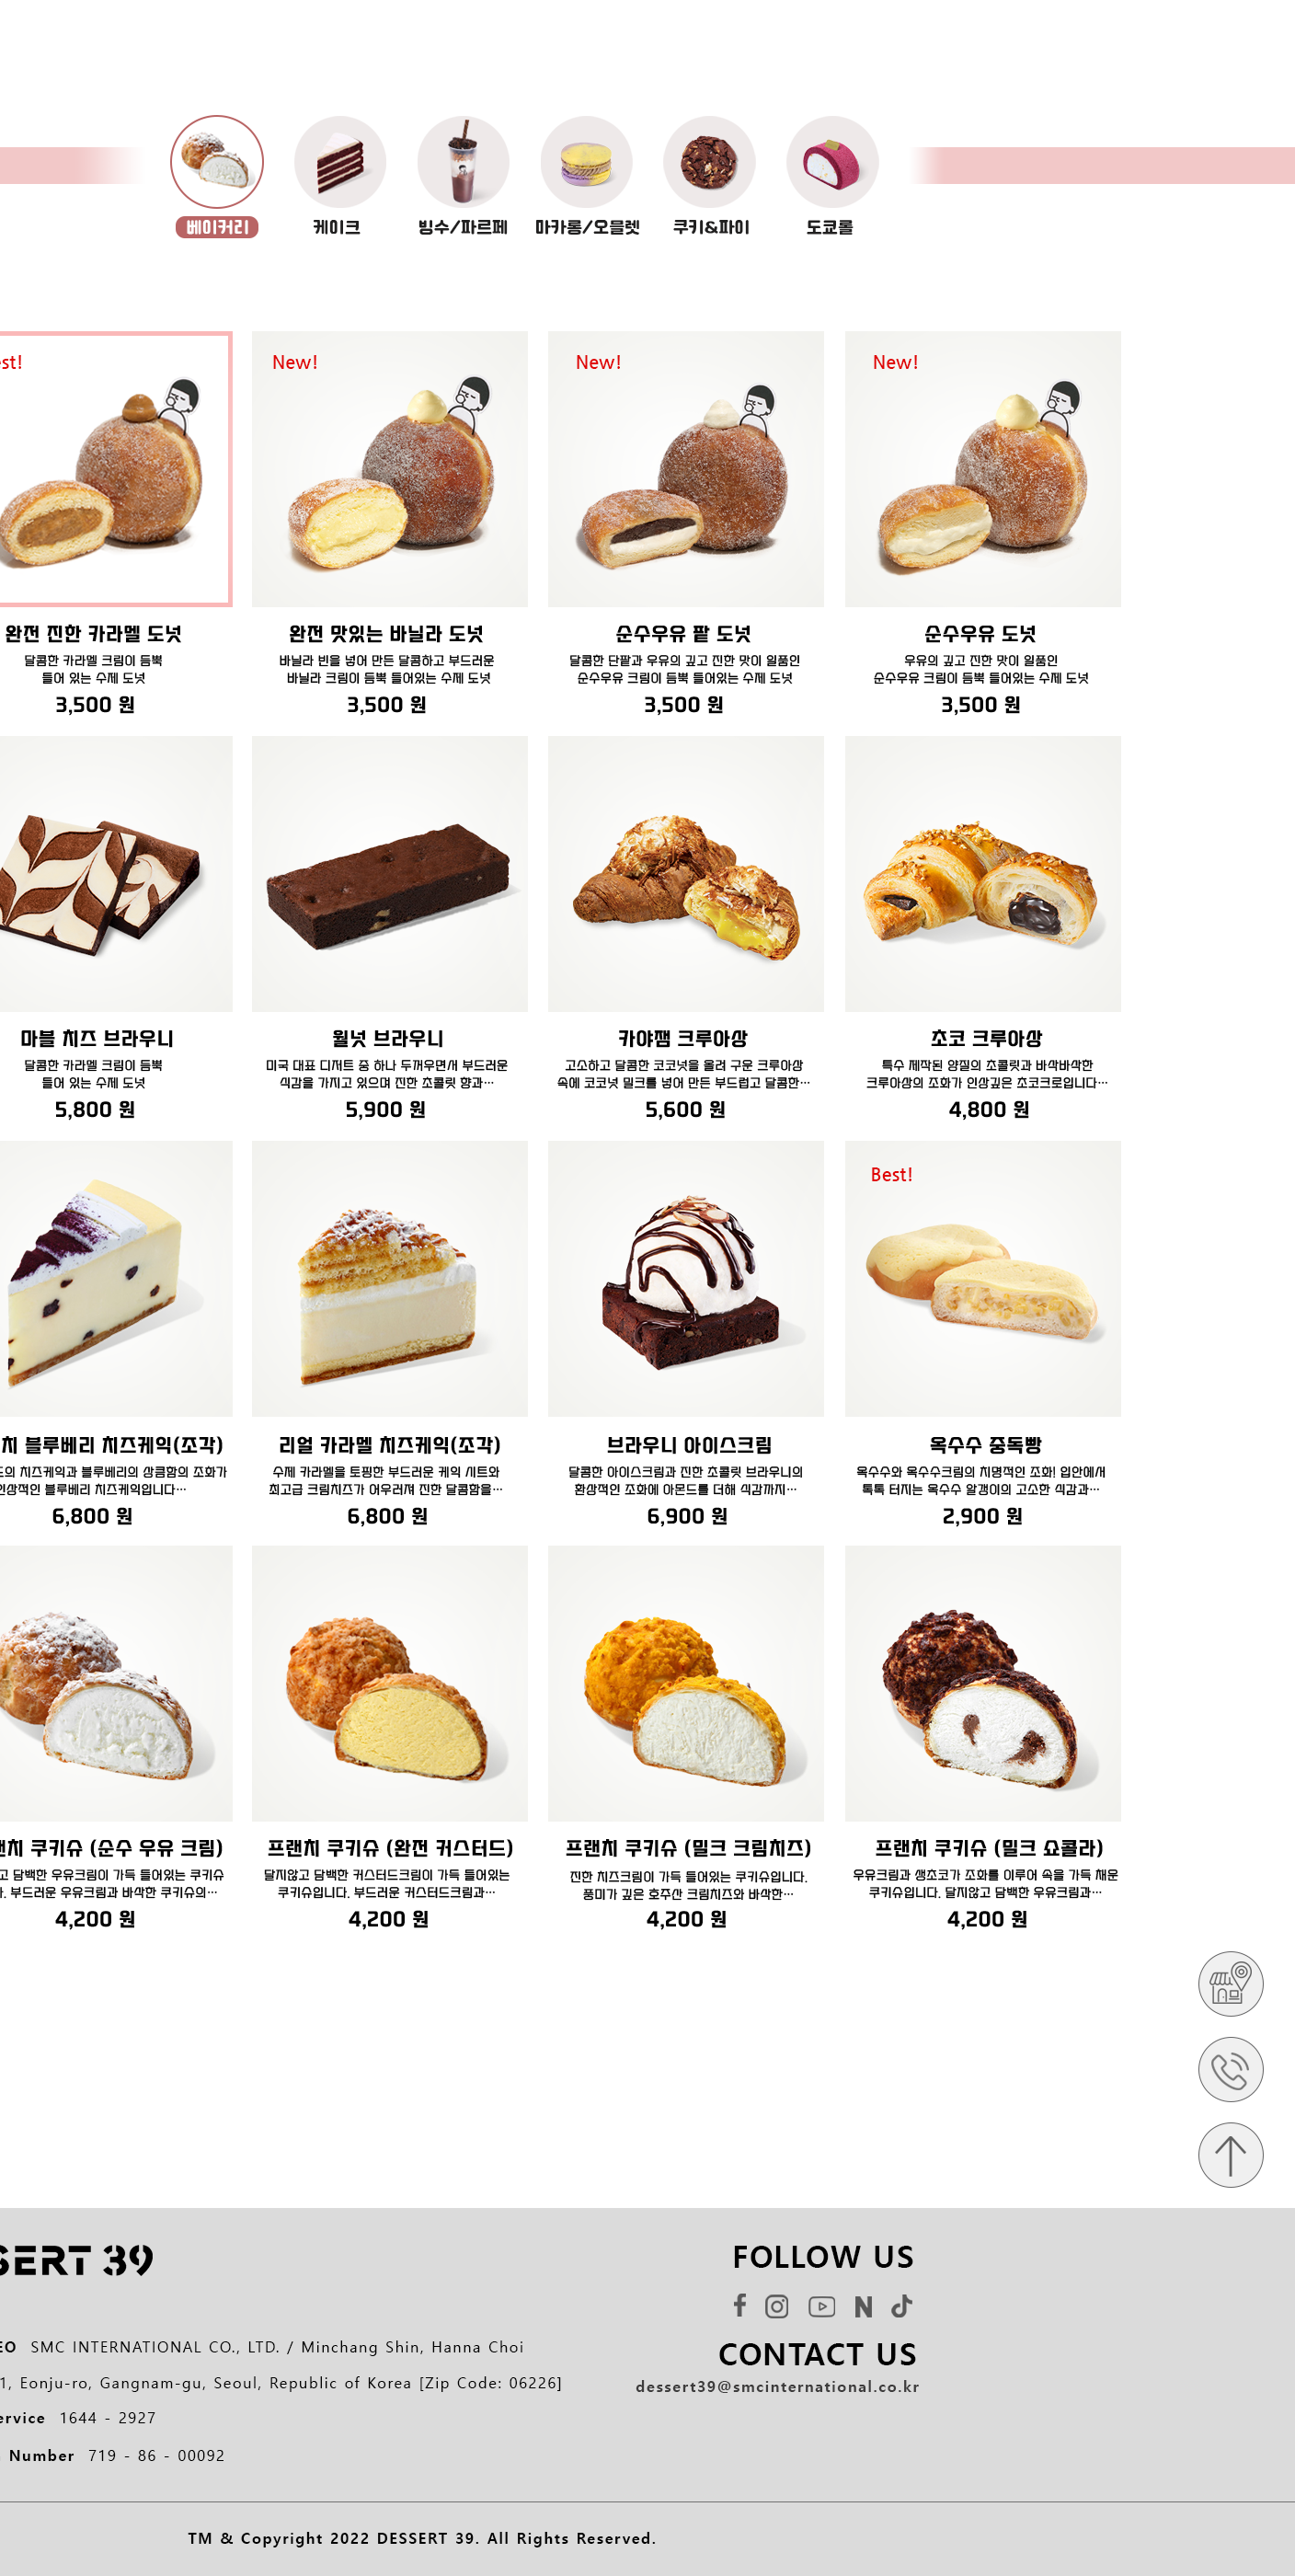 베이커리 케이크 빙수/파르페 마카롱/오믈렛 쿠키&파이 도쿄롤
est! New! New! New!
완전 진한 카라멜 도넛
달콤한 카라멜 크림이 듬뿍
들어 있는 수제 도넛
3,500 원
완전 맛있는 바닐라 도넛
바닐라 빈을 넣어 만든 달콤하고 부드러운
바닐라 크림이 듬뿍 들어있는 수제 도넛
3,500 원
순수우유 팥 도넛
달콤한 단팥과 우유의 깊고 진한 맛이 일품인
순수우유 크림이 듬뿍 들어있는 수제 도넛
3,500 원
순수우유 도넛
우유의 깊고 진한 맛이 일품인
순수우유 크림이 듬뿍 들어있는 수제 도넛
3,500 원
마블 치즈 브라우니
달콤한 카라멜 크림이 듬뿍
들어 있는 수제 도넛
5,800 원
월넛 브라우니
미국 대표 디저트 중 하나 두꺼우면서 부드러운
식감을 가지고 있으며 진한 초콜릿 향과…
5,900 원
카야잼 크루아상
고소하고 달콤한 코코넛을 올려 구운 크루아상
속에 코코넛 밀크를 넣어 만든 부드럽고 달콤한…
5,600 원
초코 크루아상
특수 제작된 양질의 초콜릿과 바삭바삭한
크루아상의 조화가 인상깊은 초코크로입니다…
4,800 원
Best!
치 블루베리 치즈케익(조각)
의 치즈케익과 블루베리의 상큼함의 조화가
인상적인 블루베리 치즈케익입니다…
6,800 원
리얼 카라멜 치즈케익(조각)
수제 카라멜을 토핑한 부드러운 케익 시트와
최고급 크림치즈가 어우러져 진한 달콤함을…
6,800 원
브라우니 아이스크림
달콤한 아이스크림과 진한 초콜릿 브라우니의
환상적인 조화에 아몬드를 더해 식감까지…
6,900 원
옥수수 중독빵
옥수수와 옥수수크림의 치명적인 조화! 입안에서
톡톡 터지는 옥수수 알갱이의 고소한 식감과…
2,900 원
랜치 쿠키슈 (순수 우유 크림)
고 담백한 우유크림이 가득 들어있는 쿠키슈
. 부드러운 우유크림과 바삭한 쿠키슈의…
4,200 원
프랜치 쿠키슈 (완전 커스터드)
달지않고 담백한 커스터드크림이 가득 들어있는
쿠키슈입니다. 부드러운 커스터드크림과…
4,200 원
프랜치 쿠키슈 (밀크 크림치즈)
진한 치즈크림이 가득 들어있는 쿠키슈입니다.
풍미가 깊은 호주산 크림치즈와 바삭한…
4,200 원
프랜치 쿠키슈 (밀크 쇼콜라)
우유크림과 생초코가 조화를 이루어 속을 가득 채운
쿠키슈입니다. 달지않고 담백한 우유크림과…
4,200 원
SERT 39
EO SMC INTERNATIONAL CO., LTD. / Minchang Shin, Hanna Choi
1, Eonju-ro, Gangnam-gu, Seoul, Republic of Korea [Zip Code: 06226]
ervice 1644 - 2927
Number 719 - 86 - 00092
FOLLOW US
CONTACT US
dessert39@smcinternational.co.kr
TM & Copyright 2022 DESSERT 39. All Rights Reserved.